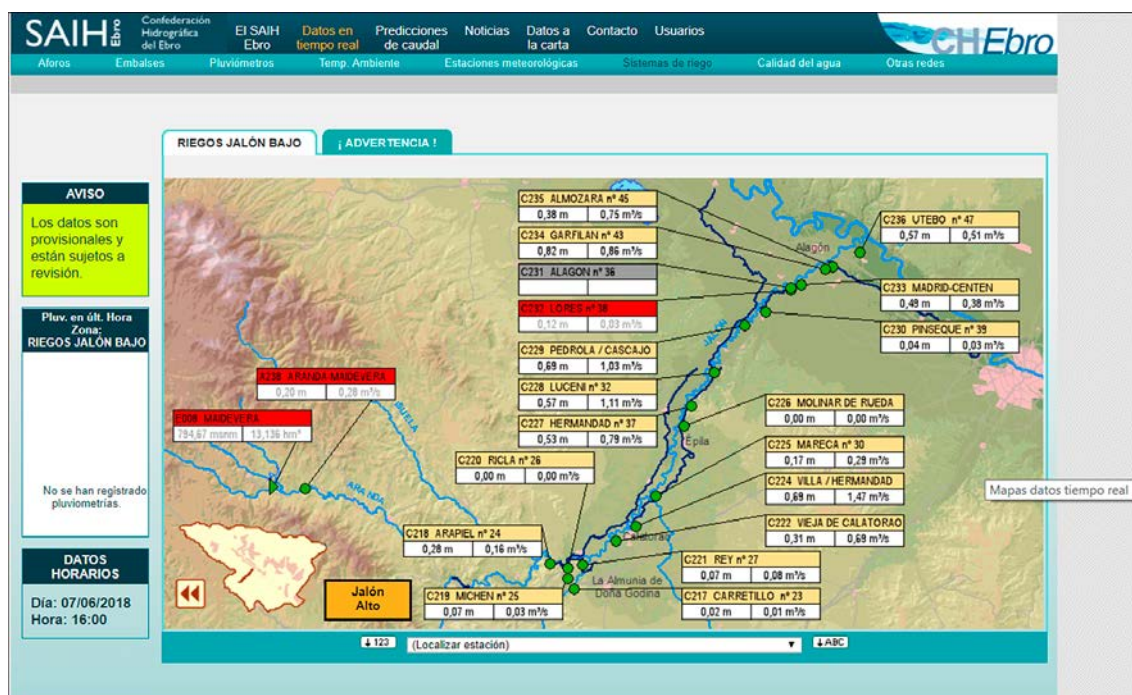 SAIH Ebro
Confederación
Hidrográfica
del Ebro
El SAIH
Ebro
Datos en
tiempo real
Predicciones
de caudal
Noticias
Datos a
la carta
Contacto
Usuarios
CHEbro
Aforos
Embalses
Pluviómetros
Temp. Ambiente
Estaciones meteorológicas
Sistemas de riego
Calidad del agua
Otras redes
RIEGOS JALÓN BAJO
¡ ADVERTENCIA !
AVISO
Los datos son
provisionales y
están sujetos a
revisión.
Pluv. en últ. Hora
Zona:
RIEGOS JALÓN BAJO
No se han registrado
pluviometrías.
DATOS
HORARIOS
Día: 07/06/2018
Hora: 16:00
C235 ALMOZARA nº 45
0,38 m 0,75 m³/s
C234 GARFILAN nº 43
0,82 m 0,86 m³/s
C231 ALAGON nº 36
C232 LORES nº 38
0,12 m 0,03 m³/s
C229 PEDROLA / CASCAJO
0,69 m 1,03 m³/s
C228 LUCENI nº 32
0,57 m 1,11 m³/s
C227 HERMANDAD nº 37
0,53 m 0,79 m³/s
C220 RICLA nº 26
0,00 m 0,00 m³/s
C218 ARAPIEL nº 24
0,28 m 0,16 m³/s
C219 MICHEN nº 25
0,07 m 0,03 m³/s
A238 ARANDA-MAIDEVERA
0,20 m 0,28 m³/s
E008 MAIDEVERA
794,67 msnm 13,136 hm³
C236 UTEBO nº 47
0,57 m 0,51 m³/s
C233 MADRID-CENTEN
0,49 m 0,38 m³/s
C230 PINSEQUE nº 39
0,04 m 0,03 m³/s
C226 MOLINAR DE RUEDA
0,00 m 0,00 m³/s
C225 MARECA nº 30
0,17 m 0,29 m³/s
C224 VILLA / HERMANDAD
0,69 m 1,47 m³/s
C222 VIEJA DE CALATORAO
0,31 m 0,69 m³/s
C221 REY nº 27
0,07 m 0,08 m³/s
C217 CARRETILLO nº 23
0,02 m 0,01 m³/s
Alagón
JALÓN
Épila
Calatorao
La Almunia de
Doña Godina
ARANDA
ISUELA
Jalón
Alto
Mapas datos tiempo real
↓ 123
(Localizar estación)
↓ ABC